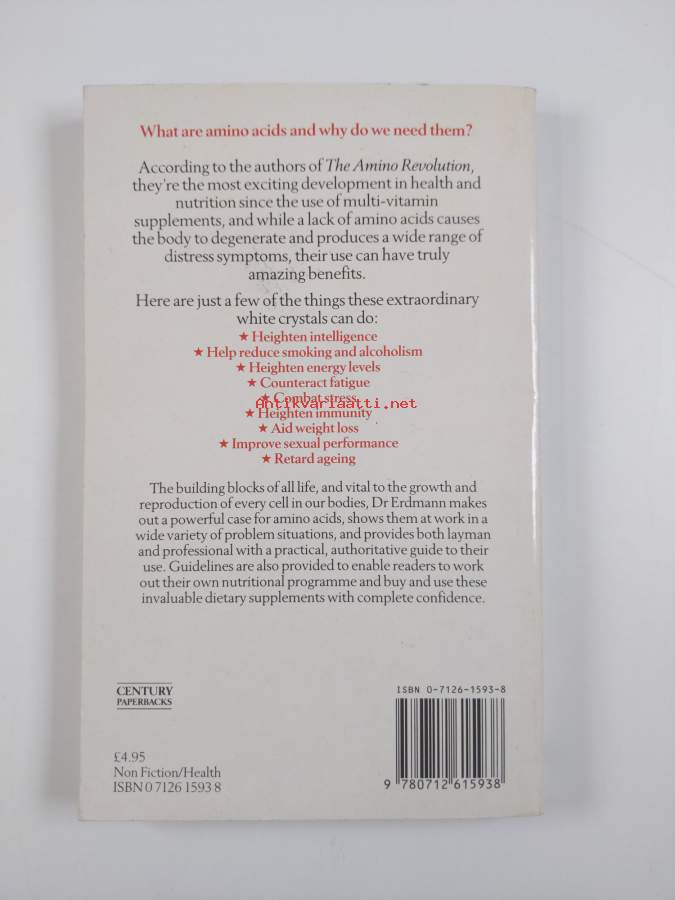 What are amino acids and why do we need them?
According to the authors of The Amino Revolution,
they're the most exciting development in health and
nutrition since the use of multi-vitamin
supplements, and while a lack of amino acids causes
the body to degenerate and produces a wide range of
distress symptoms, their use can have truly
amazing benefits.
Here are just a few of the things these extraordinary
white crystals can do:
★ Heighten intelligence
★ Help reduce smoking and alcoholism
★ Heighten energy levels
★ Counteract fatigue
★ Combat stress
Antikvariaatti.net
★ Heighten immunity
★ Aid weight loss
★ Improve sexual performance
★ Retard ageing
The building blocks of all life, and vital to the growth and
reproduction of every cell in our bodies, Dr Erdmann makes
out a powerful case for amino acids, shows them at work in a
wide variety of problem situations, and provides both layman
and professional with a practical, authoritative guide to their
use. Guidelines are also provided to enable readers to work
out their own nutritional programme and buy and use these
invaluable dietary supplements with complete confidence.
CENTURY
PAPERBACKS
£4.95
Non Fiction/Health
ISBN 0 7126 1593 8
ISBN 0-7126-1593-8
9 780712 615938